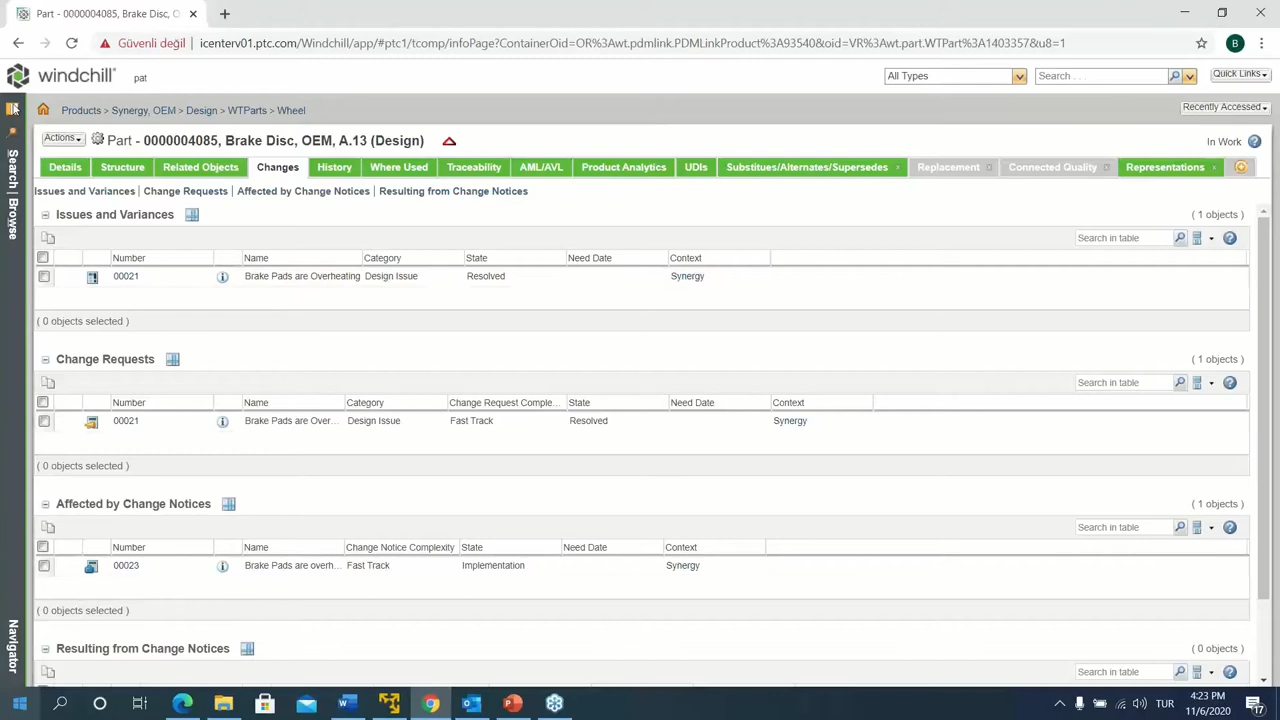 Part - 0000004085, Brake Disc, O
Güvenli değil
icenterv01.ptc.com/Windchill/app/#ptc1/tcomp/infoPage?ContainerOid=OR%3Awt.pdmlink.PDMLinkProduct%3A93540&oid=VR%3Awt.part.WTPart%3A1403357&u8=1
B
windchill
pat
All Types
Search . . .
Quick Links
Products > Synergy, OEM > Design > WTParts > Wheel
Recently Accessed
Actions
Part - 0000004085, Brake Disc, OEM, A.13 (Design)
In Work
Details Structure Related Objects Changes History Where Used Traceability AML/AVL Product Analytics UDIs Substitutes/Alternates/Supersedes Replacement Connected Quality Representations
Issues and Variances Change Requests Affected by Change Notices Resulting from Change Notices
Search | Browse
Navigator
Issues and Variances
( 1 objects )
Search in table
Number Name Category State Need Date Context
00021 Brake Pads are Overheating Design Issue Resolved Synergy
( 0 objects selected )
Change Requests
( 1 objects )
Search in table
Number Name Category Change Request Comple... State Need Date Context
00021 Brake Pads are Over... Design Issue Fast Track Resolved Synergy
( 0 objects selected )
Affected by Change Notices
( 1 objects )
Search in table
Number Name Change Notice Complexity State Need Date Context
00023 Brake Pads are overh... Fast Track Implementation Synergy
( 0 objects selected )
Resulting from Change Notices
( 0 objects )
Search in table
TUR
4:23 PM
11/6/2020
17